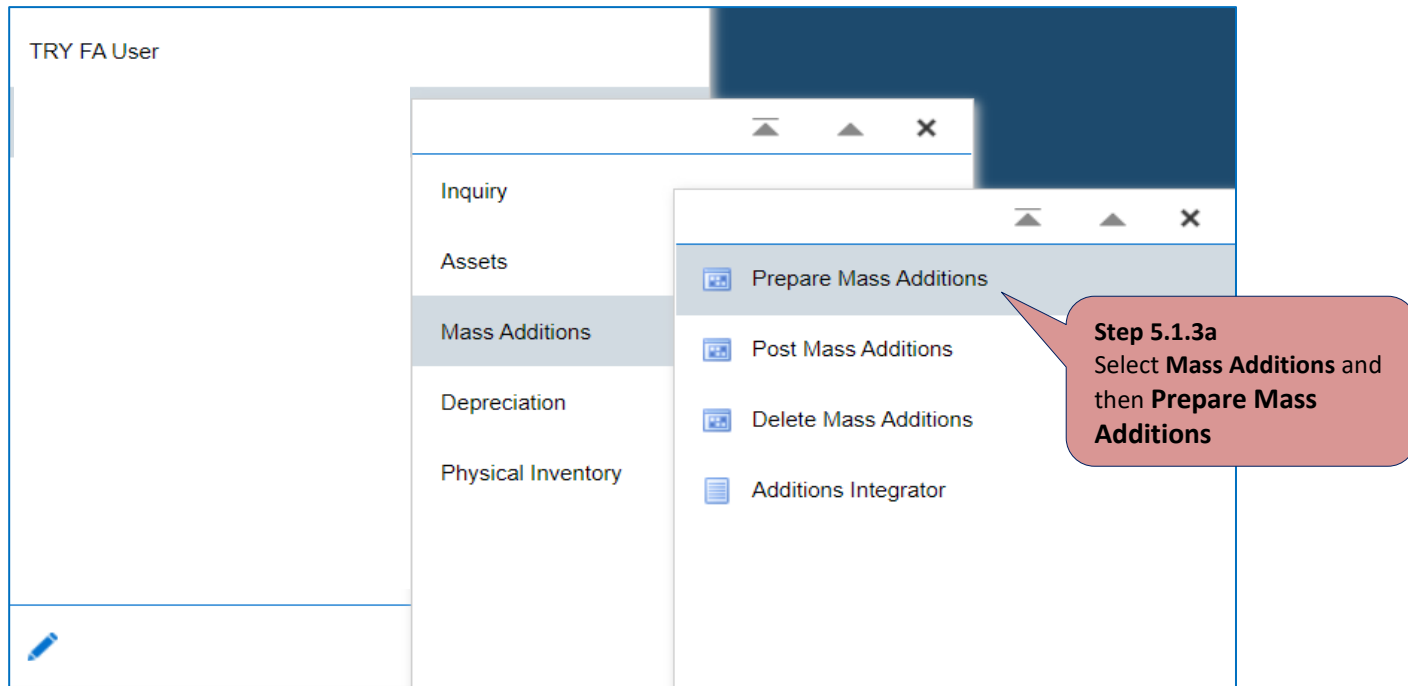 TRY FA User
Inquiry
Assets
Mass Additions
Depreciation
Physical Inventory
Prepare Mass Additions
Post Mass Additions
Delete Mass Additions
Additions Integrator
Step 5.1.3a
Select Mass Additions and
then Prepare Mass
Additions